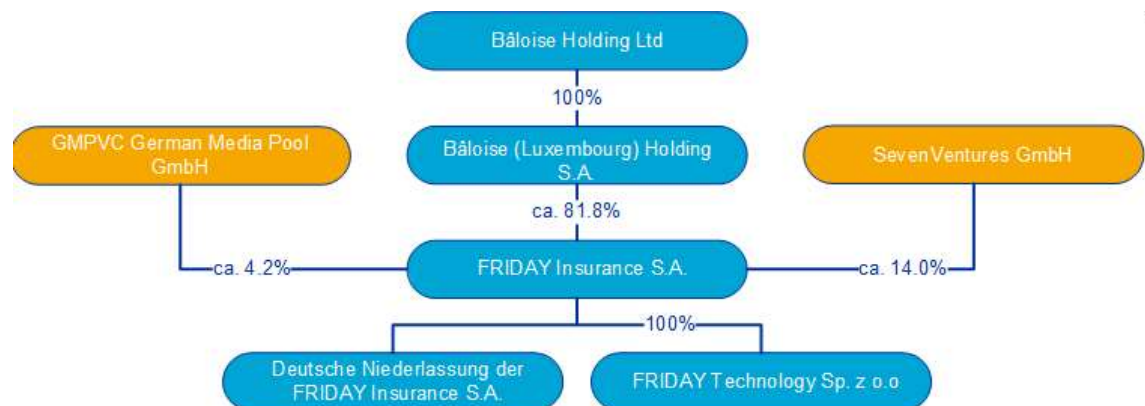 Bâloise Holding Ltd
100%
GMPVC German Media Pool
GmbH
Bâloise (Luxembourg) Holding
S.A.
SevenVentures GmbH
ca. 81.8%
ca. 4.2%
FRIDAY Insurance S.A.
ca. 14.0%
100%
Deutsche Niederlassung der
FRIDAY Insurance S.A.
FRIDAY Technology Sp. z o.o